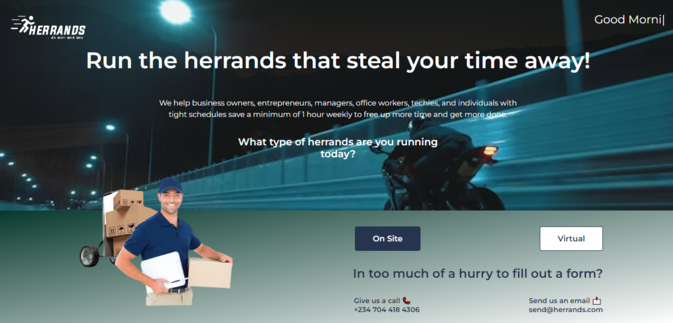 HERRANDS
Good Morni|
Run the herrands that steal your time away!
We help business owners, entrepreneurs, managers, office workers, techies, and individuals with
tight schedules save a minimum of 1 hour weekly to free up more time and get more done.
What type of herrands are you running
today?
On Site
Virtual
In too much of a hurry to fill out a form?
Give us a call 📞
Send us an email 📩
+234 704 418 4306
send@herrands.com